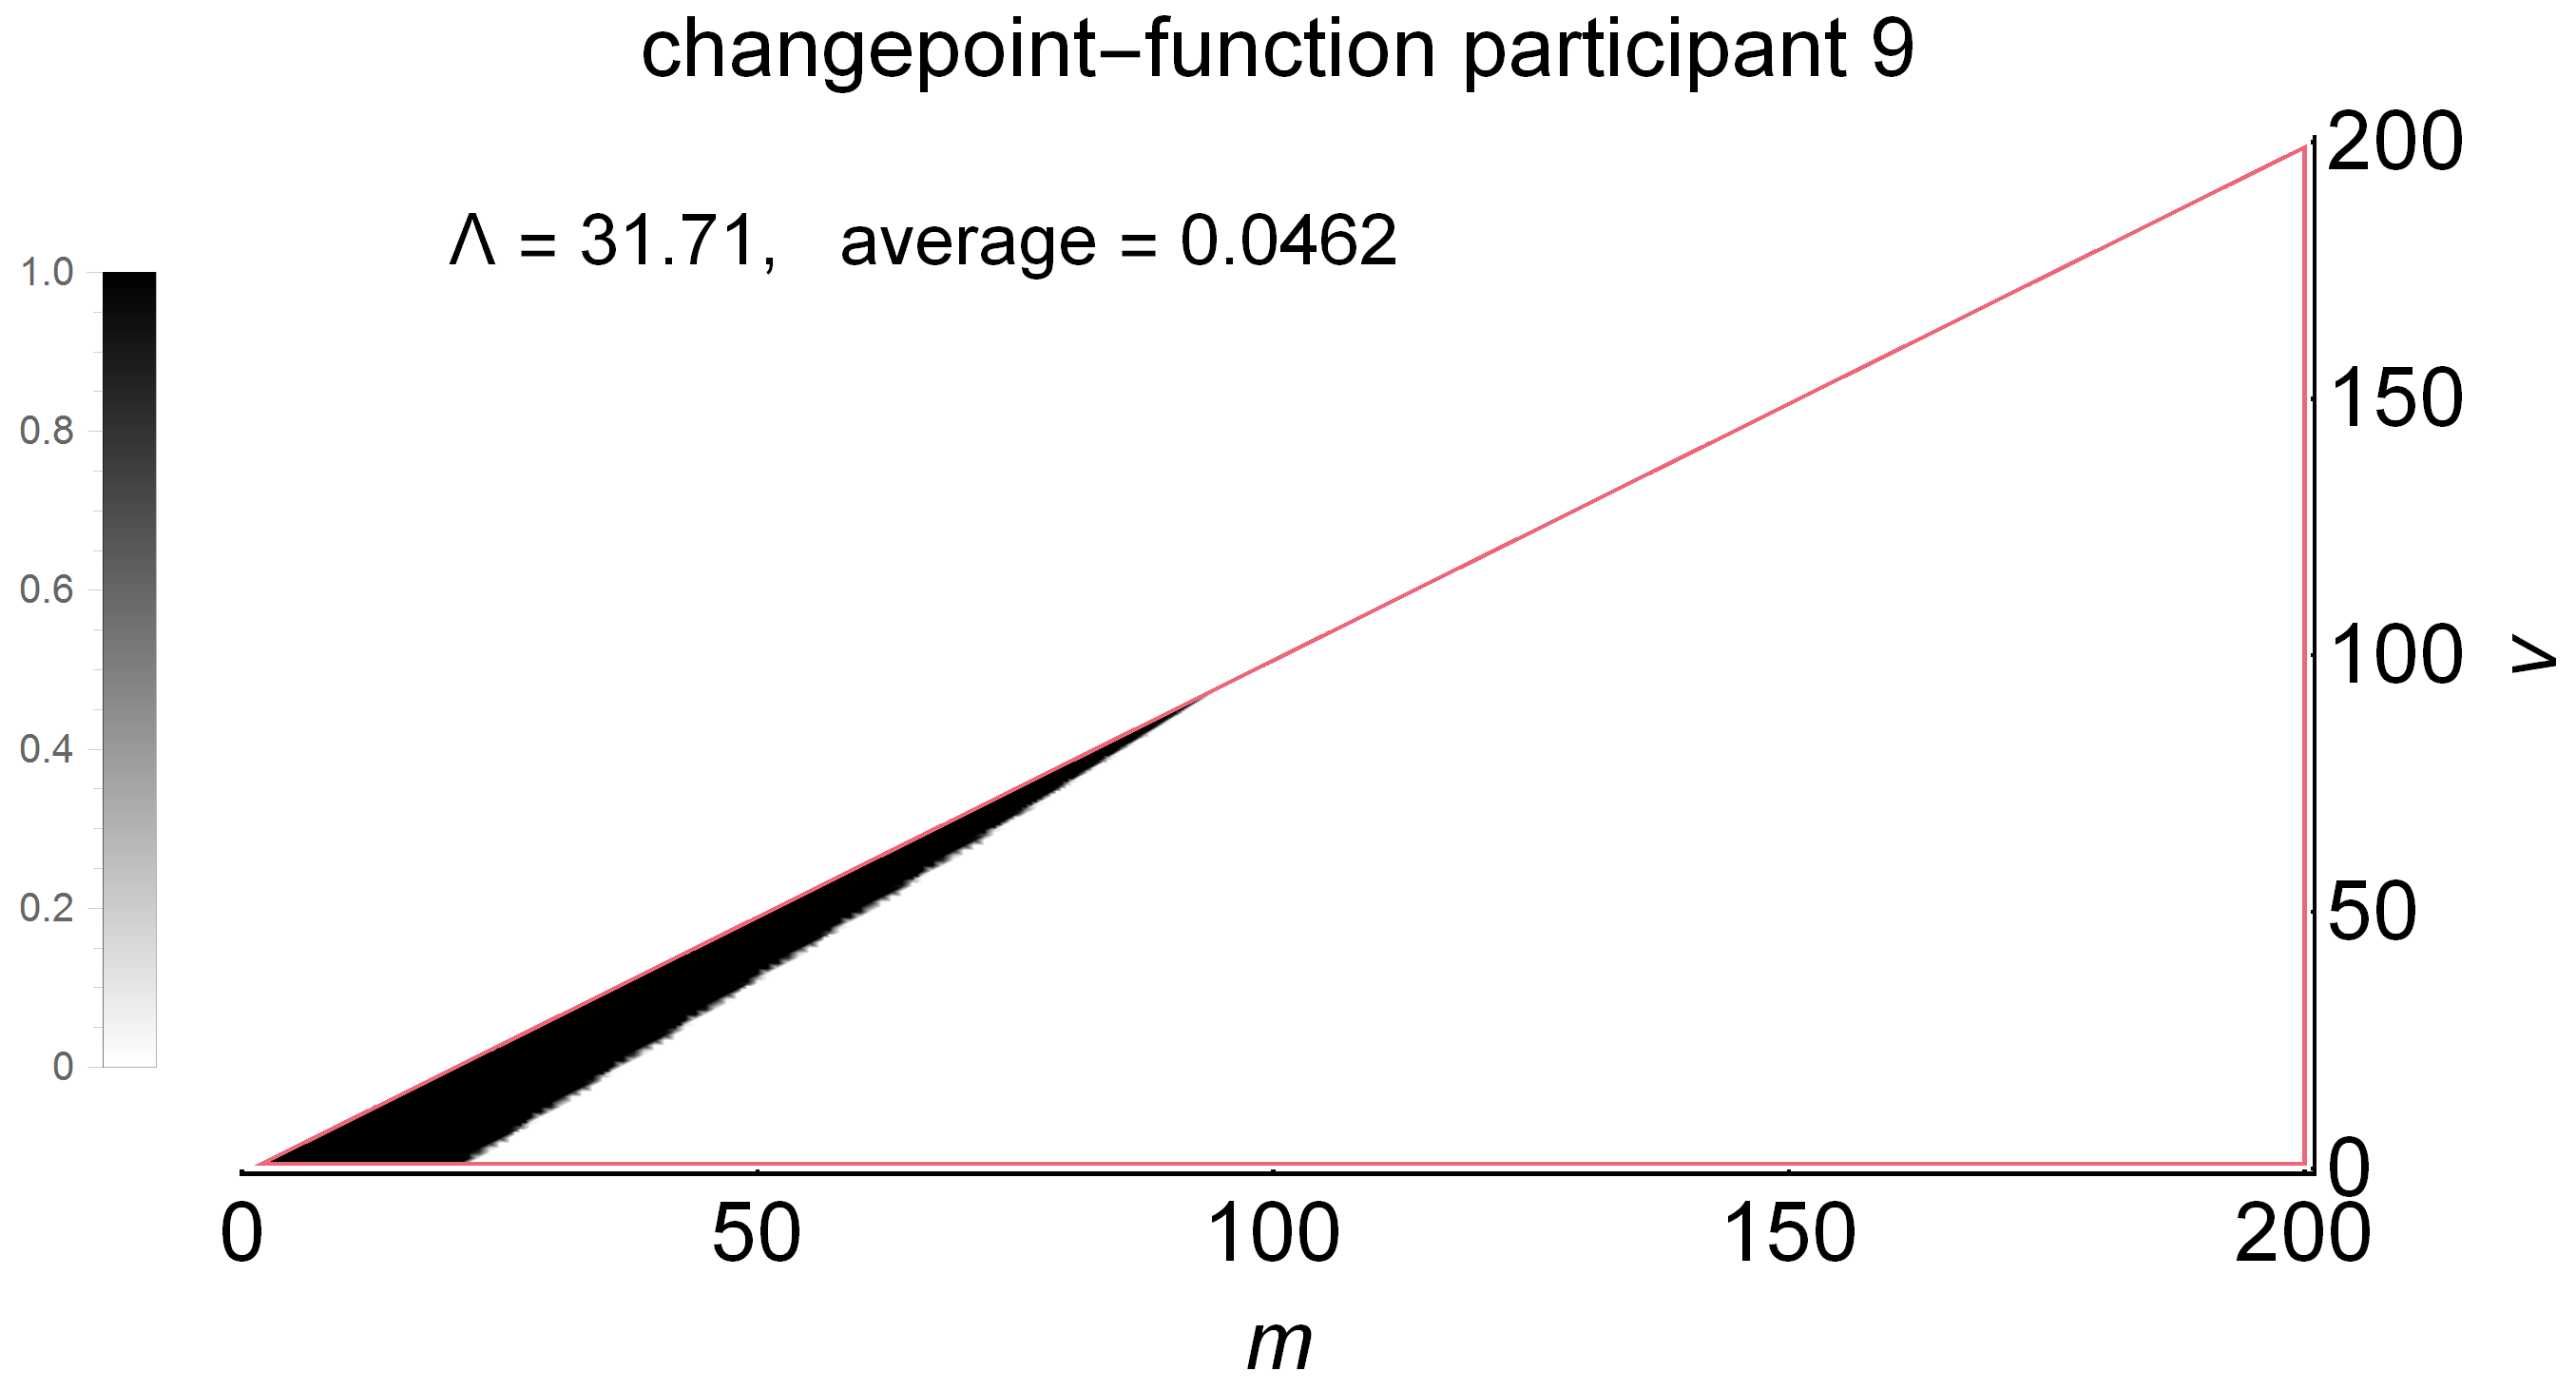 changepoint–function participant 9
Λ = 31.71, average = 0.0462
1.0
0.8
0.6
0.4
0.2
0
200
150
100
50
0
v
0 50 100 150 200
m